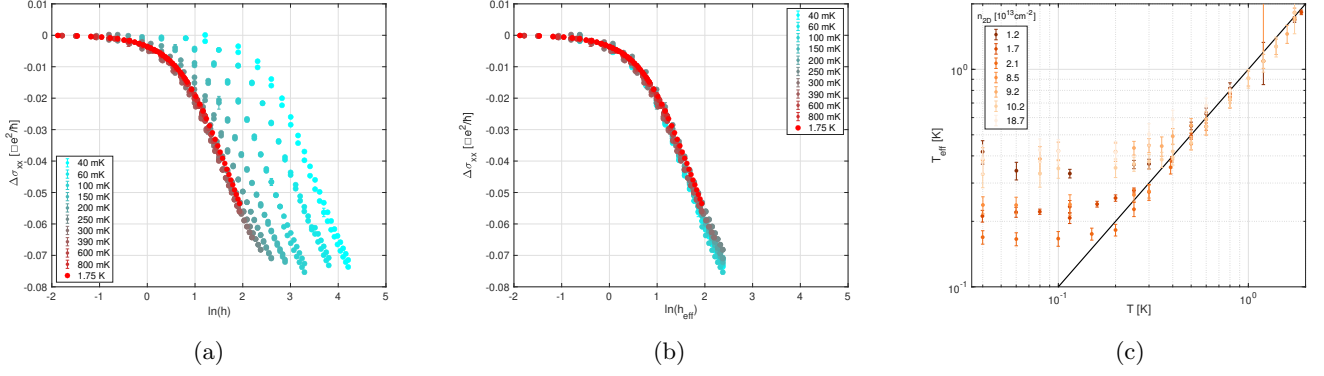 0.01
0
-0.01
-0.02
-0.03
-0.04
-0.05
-0.06
-0.07
-0.08
Δσxx [□e²/ħ]
40 mK
60 mK
100 mK
150 mK
200 mK
250 mK
300 mK
390 mK
600 mK
800 mK
1.75 K
-2 -1 0 1 2 3 4 5
ln(h)
(a)
0.01
0
-0.01
-0.02
-0.03
-0.04
-0.05
-0.06
-0.07
-0.08
Δσxx [□e²/ħ]
40 mK
60 mK
100 mK
150 mK
200 mK
250 mK
300 mK
390 mK
600 mK
800 mK
1.75 K
-2 -1 0 1 2 3 4 5
ln(heff)
(b)
n2D [10¹³cm⁻²]
1.2
1.7
2.1
8.5
9.2
10.2
18.7
10⁰
10⁻¹
Teff [K]
10⁻¹ 10⁰
T [K]
(c)